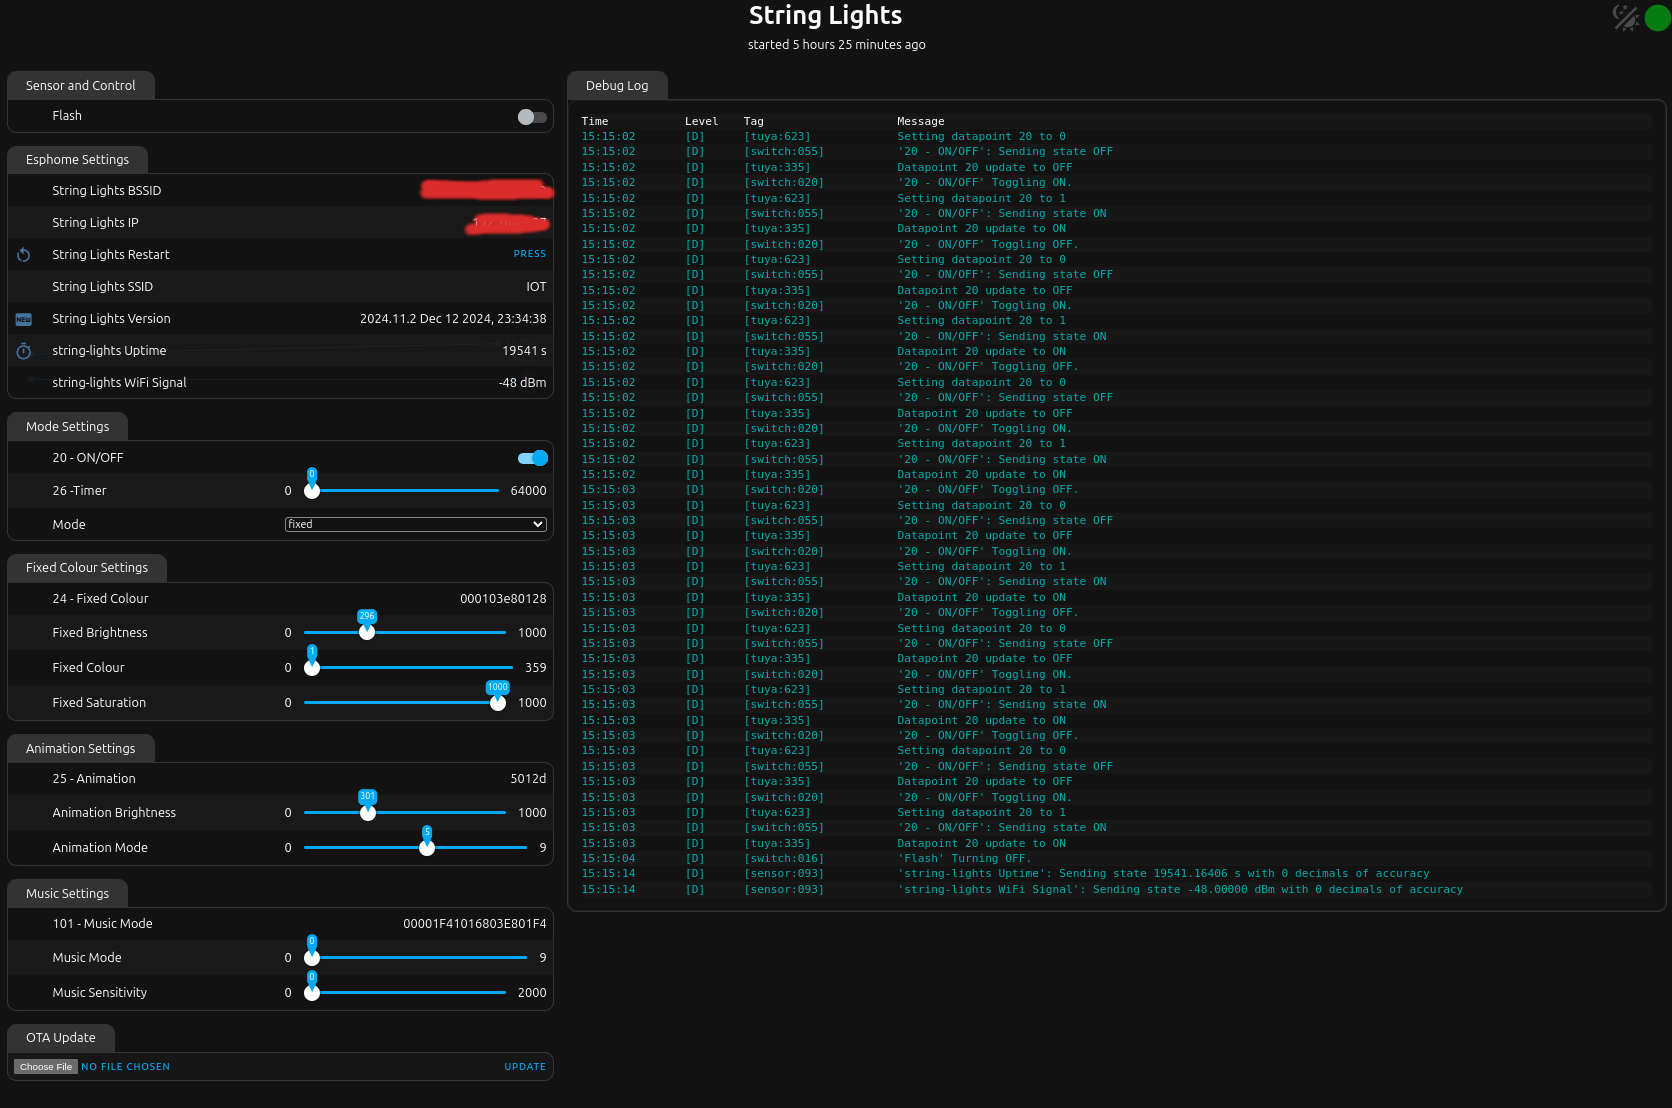 String Lights
started 5 hours 25 minutes ago
Sensor and Control
Flash
Esphome Settings
String Lights BSSID
String Lights IP
String Lights Restart PRESS
String Lights SSID IOT
NEW String Lights Version 2024.11.2 Dec 12 2024, 23:34:38
string-lights Uptime 19541 s
string-lights WiFi Signal -48 dBm
Mode Settings
20 - ON/OFF
26 -Timer 0 0 64000
Mode fixed
Fixed Colour Settings
24 - Fixed Colour 000103e80128
Fixed Brightness 0 296 1000
Fixed Colour 0 1 359
Fixed Saturation 0 1000 1000
Animation Settings
25 - Animation 5012d
Animation Brightness 0 301 1000
Animation Mode 0 5 9
Music Settings
101 - Music Mode 00001F41016803E801F4
Music Mode 0 0 9
Music Sensitivity 0 0 2000
OTA Update
Choose File NO FILE CHOSEN UPDATE
Debug Log
Time Level Tag Message
15:15:02 [D] [tuya:623] Setting datapoint 20 to 0
15:15:02 [D] [switch:055] '20 - ON/OFF': Sending state OFF
15:15:02 [D] [tuya:335] Datapoint 20 update to OFF
15:15:02 [D] [switch:020] '20 - ON/OFF' Toggling ON.
15:15:02 [D] [tuya:623] Setting datapoint 20 to 1
15:15:02 [D] [switch:055] '20 - ON/OFF': Sending state ON
15:15:02 [D] [tuya:335] Datapoint 20 update to ON
15:15:02 [D] [switch:020] '20 - ON/OFF' Toggling OFF.
15:15:02 [D] [tuya:623] Setting datapoint 20 to 0
15:15:02 [D] [switch:055] '20 - ON/OFF': Sending state OFF
15:15:02 [D] [tuya:335] Datapoint 20 update to OFF
15:15:02 [D] [switch:020] '20 - ON/OFF' Toggling ON.
15:15:02 [D] [tuya:623] Setting datapoint 20 to 1
15:15:02 [D] [switch:055] '20 - ON/OFF': Sending state ON
15:15:02 [D] [tuya:335] Datapoint 20 update to ON
15:15:02 [D] [switch:020] '20 - ON/OFF' Toggling OFF.
15:15:02 [D] [tuya:623] Setting datapoint 20 to 0
15:15:02 [D] [switch:055] '20 - ON/OFF': Sending state OFF
15:15:02 [D] [tuya:335] Datapoint 20 update to OFF
15:15:02 [D] [switch:020] '20 - ON/OFF' Toggling ON.
15:15:02 [D] [tuya:623] Setting datapoint 20 to 1
15:15:02 [D] [switch:055] '20 - ON/OFF': Sending state ON
15:15:02 [D] [tuya:335] Datapoint 20 update to ON
15:15:03 [D] [switch:020] '20 - ON/OFF' Toggling OFF.
15:15:03 [D] [tuya:623] Setting datapoint 20 to 0
15:15:03 [D] [switch:055] '20 - ON/OFF': Sending state OFF
15:15:03 [D] [tuya:335] Datapoint 20 update to OFF
15:15:03 [D] [switch:020] '20 - ON/OFF' Toggling ON.
15:15:03 [D] [tuya:623] Setting datapoint 20 to 1
15:15:03 [D] [switch:055] '20 - ON/OFF': Sending state ON
15:15:03 [D] [tuya:335] Datapoint 20 update to ON
15:15:03 [D] [switch:020] '20 - ON/OFF' Toggling OFF.
15:15:03 [D] [tuya:623] Setting datapoint 20 to 0
15:15:03 [D] [switch:055] '20 - ON/OFF': Sending state OFF
15:15:03 [D] [tuya:335] Datapoint 20 update to OFF
15:15:03 [D] [switch:020] '20 - ON/OFF' Toggling ON.
15:15:03 [D] [tuya:623] Setting datapoint 20 to 1
15:15:03 [D] [switch:055] '20 - ON/OFF': Sending state ON
15:15:03 [D] [tuya:335] Datapoint 20 update to ON
15:15:03 [D] [switch:020] '20 - ON/OFF' Toggling OFF.
15:15:03 [D] [tuya:623] Setting datapoint 20 to 0
15:15:03 [D] [switch:055] '20 - ON/OFF': Sending state OFF
15:15:03 [D] [tuya:335] Datapoint 20 update to OFF
15:15:03 [D] [switch:020] '20 - ON/OFF' Toggling ON.
15:15:03 [D] [tuya:623] Setting datapoint 20 to 1
15:15:03 [D] [switch:055] '20 - ON/OFF': Sending state ON
15:15:03 [D] [tuya:335] Datapoint 20 update to ON
15:15:04 [D] [switch:016] 'Flash' Turning OFF.
15:15:14 [D] [sensor:093] 'string-lights Uptime': Sending state 19541.16406 s with 0 decimals of accuracy
15:15:14 [D] [sensor:093] 'string-lights WiFi Signal': Sending state -48.00000 dBm with 0 decimals of accuracy